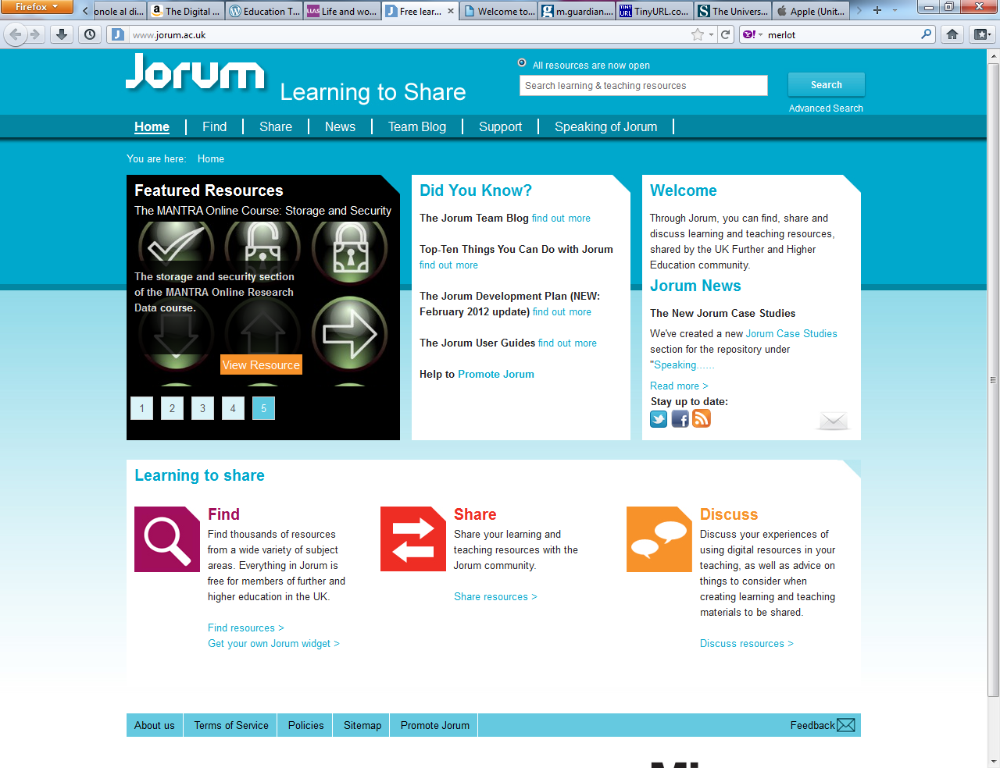 Firefox
onole al di...
The Digital ...
Education T...
LLAS Life and wo...
Free lear...
Welcome to...
m.guardian....
TINY URL TinyURL.co...
The Univers...
Apple (Unit...
www.jorum.ac.uk
merlot
Jorum
Learning to Share
All resources are now open
Search learning & teaching resources
Search
Advanced Search
Home
Find
Share
News
Team Blog
Support
Speaking of Jorum
You are here: Home
Featured Resources
The MANTRA Online Course: Storage and Security
The storage and security section
of the MANTRA Online Research
Data course.
View Resource
1 2 3 4 5
Did You Know?
The Jorum Team Blog find out more
Top-Ten Things You Can Do with Jorum
find out more
The Jorum Development Plan (NEW:
February 2012 update) find out more
The Jorum User Guides find out more
Help to Promote Jorum
Welcome
Through Jorum, you can find, share and
discuss learning and teaching resources,
shared by the UK Further and Higher
Education community.
Jorum News
The New Jorum Case Studies
We've created a new Jorum Case Studies
section for the repository under
"Speaking......
Read more >
Stay up to date:
Learning to share
Find
Find thousands of resources
from a wide variety of subject
areas. Everything in Jorum is
free for members of further and
higher education in the UK.
Find resources >
Get your own Jorum widget >
Share
Share your learning and
teaching resources with the
Jorum community.
Share resources >
Discuss
Discuss your experiences of
using digital resources in your
teaching, as well as advice on
things to consider when
creating learning and teaching
materials to be shared.
Discuss resources >
About us
Terms of Service
Policies
Sitemap
Promote Jorum
Feedback